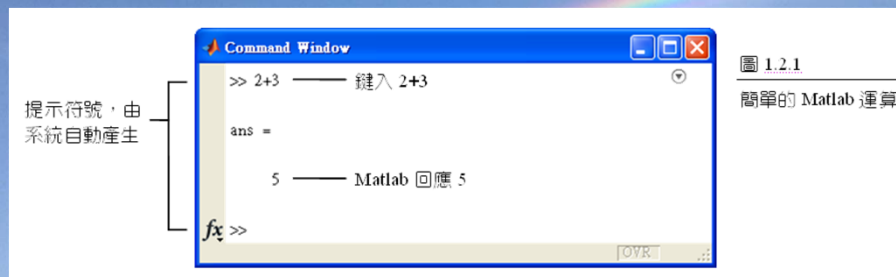 Command Window
>> 2+3 鍵入 2+3
ans =
5 Matlab 回應 5
fx >>
OVR
提示符號，由
系統自動產生
圖 1.2.1
簡單的 Matlab 運算